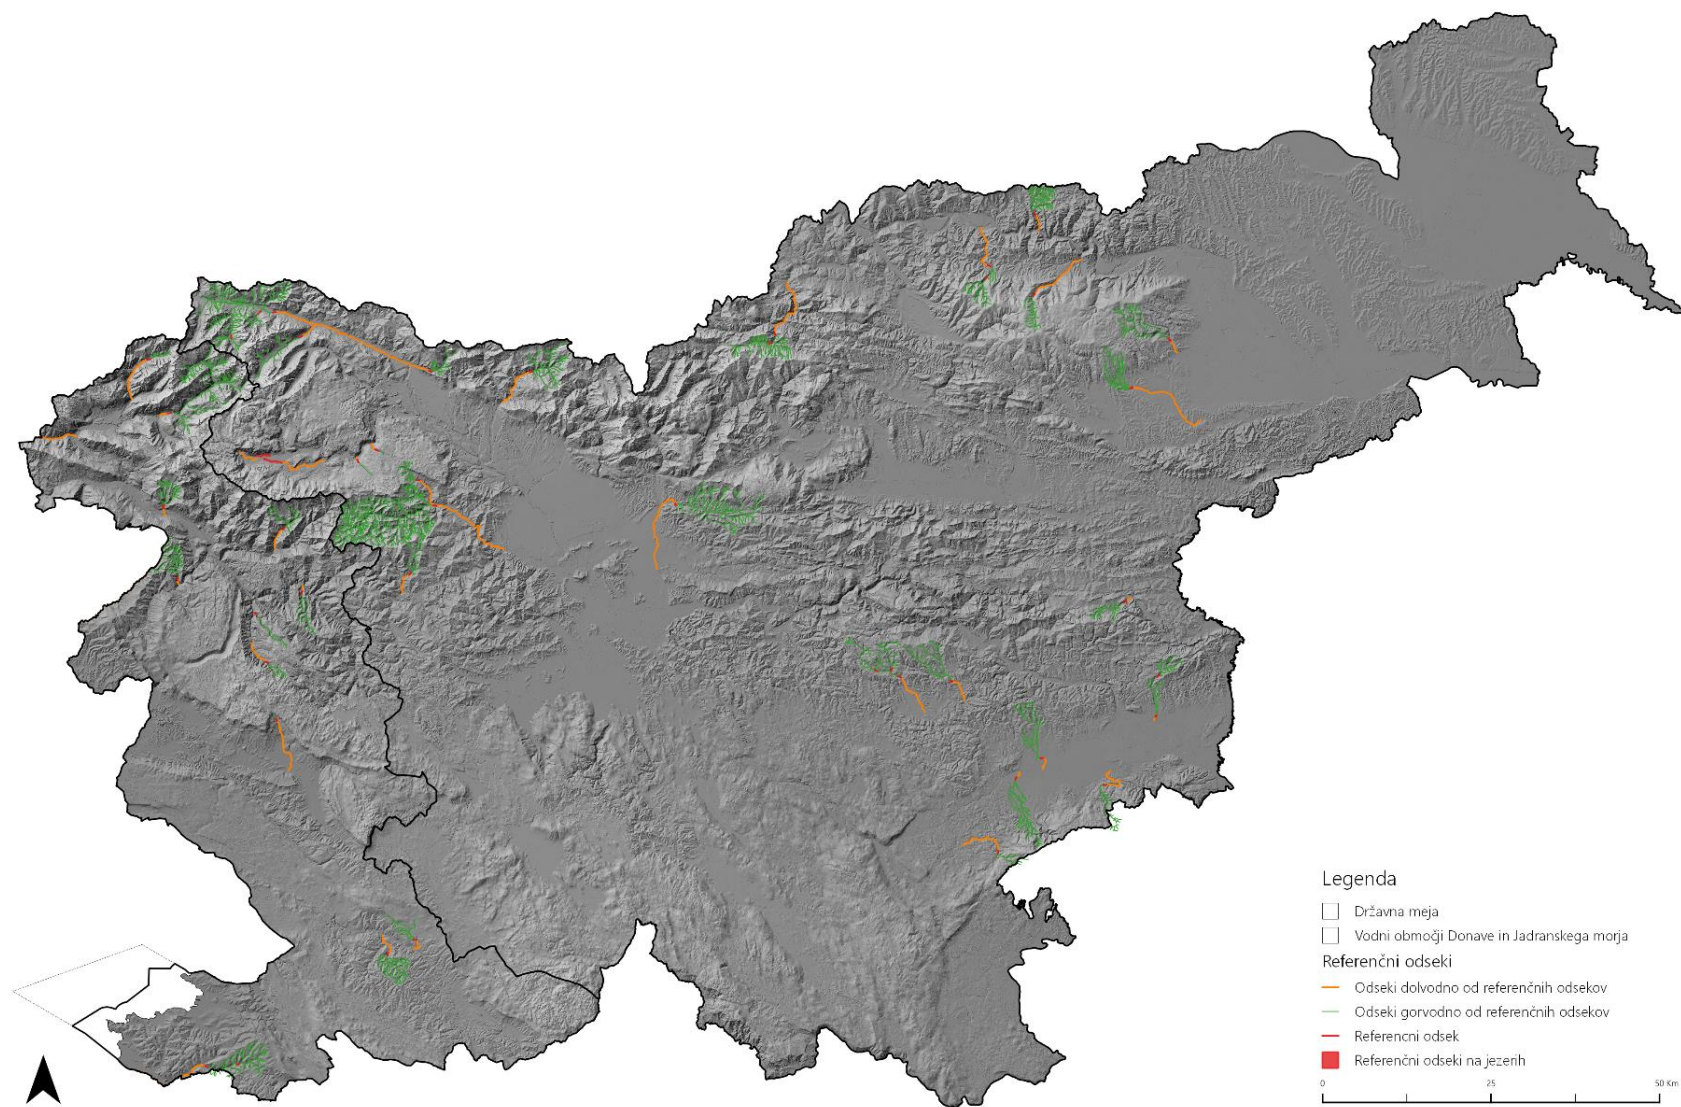 Legenda
Državna meja
Vodni območji Donave in Jadranskega morja
Referenčni odseki
Odseki dolvodno od referenčnih odsekov
Odseki gorvodno od referenčnih odsekov
Referencni odsek
Referenčni odseki na jezerih
0 25 50 Km